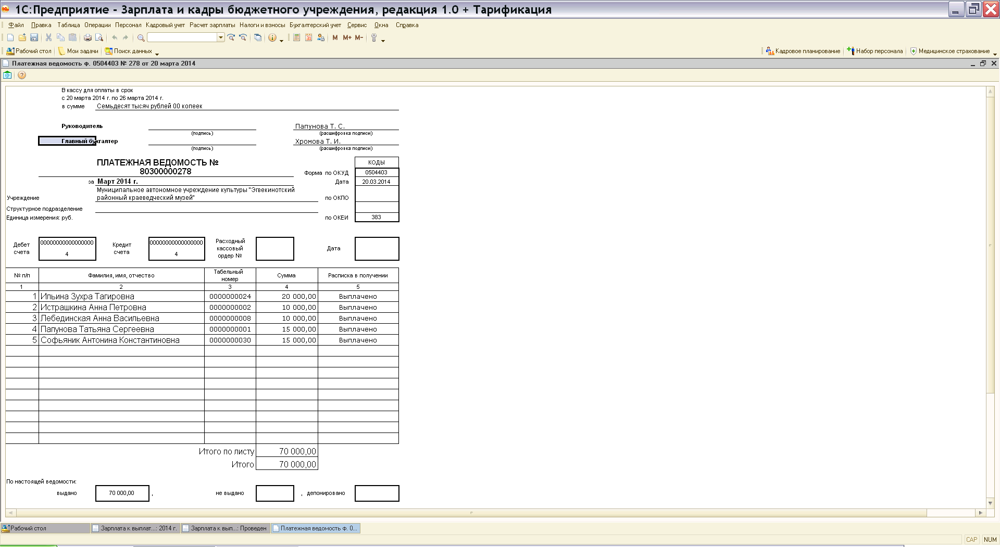 1С:Предприятие - Зарплата и кадры бюджетного учреждения, редакция 1.0 + Тарификация
Файл Правка Таблица Операции Персонал Кадровый учет Расчет зарплаты Налоги и взносы Бухгалтерский учет Сервис Окна Справка
M M+ M-
Рабочий стол Мои задачи Поиск данных Кадровое планирование Набор персонала Медицинское страхование
Платежная ведомость ф. 0504403 № 278 от 20 марта 2014
В кассу для оплаты в срок
с 20 марта 2014 г. по 26 марта 2014 г.
в сумме Семьдесят тысяч рублей 00 копеек
Руководитель Папунова Т. С.
(подпись) (расшифровка подписи)
Главный бухгалтер Хромова Т. И.
(подпись) (расшифровка подписи)
ПЛАТЕЖНАЯ ВЕДОМОСТЬ № КОДЫ
80300000278 Форма по ОКУД 0504403
за Март 2014 г. Дата 20.03.2014
Муниципальное автономное учреждение культуры "Эгвекинотский
Учреждение районный краеведческий музей" по ОКПО
Структурное подразделение
Единица измерения: руб. по ОКЕИ 383
Дебет счета 00000000000000000 4 Кредит счета 00000000000000000 4 Расходный кассовый ордер № Дата
№ п/п Фамилия, имя, отчество Табельный номер Сумма Расписка в получении
1 2 3 4 5
1 Ильина Зухра Тагировна 0000000024 20 000,00 Выплачено
2 Истрашкина Анна Петровна 0000000002 10 000,00 Выплачено
3 Лебединская Анна Васильевна 0000000008 10 000,00 Выплачено
4 Папунова Татьяна Сергеевна 0000000001 15 000,00 Выплачено
5 Софьяник Антонина Константиновна 0000000030 15 000,00 Выплачено
Итого по листу 70 000,00
Итого 70 000,00
По настоящей ведомости:
выдано 70 000,00 , не выдано , депонировано
Рабочий стол Зарплата к выплат...: 2014 г. Зарплата к вып...: Проведен Платежная ведомость ф. 0...
CAP NUM